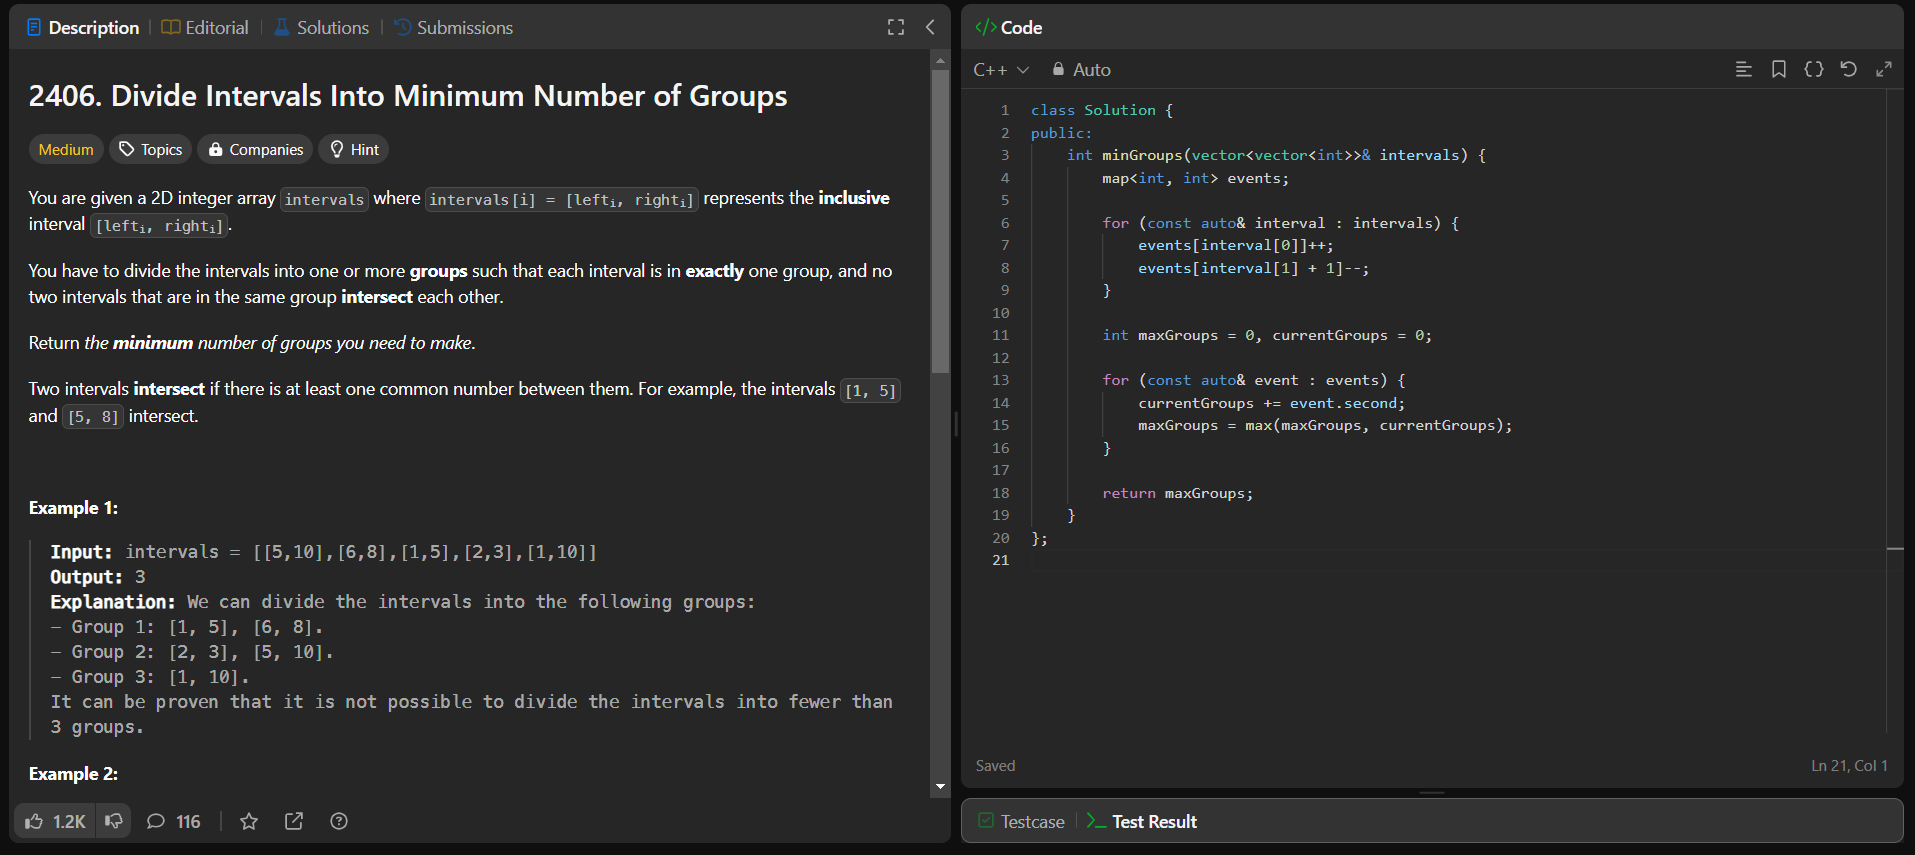 Description
Editorial
Solutions
Submissions
2406. Divide Intervals Into Minimum Number of Groups
Medium
Topics
Companies
Hint
You are given a 2D integer array intervals where intervals[i] = [lefti, righti] represents the inclusive
interval [lefti, righti].
You have to divide the intervals into one or more groups such that each interval is in exactly one group, and no
two intervals that are in the same group intersect each other.
Return the minimum number of groups you need to make.
Two intervals intersect if there is at least one common number between them. For example, the intervals [1, 5]
and [5, 8] intersect.
Example 1:
Input: intervals = [[5,10],[6,8],[1,5],[2,3],[1,10]]
Output: 3
Explanation: We can divide the intervals into the following groups:
- Group 1: [1, 5], [6, 8].
- Group 2: [2, 3], [5, 10].
- Group 3: [1, 10].
It can be proven that it is not possible to divide the intervals into fewer than
3 groups.
Example 2:
1.2K
116
</> Code
C++
Auto
1 class Solution {
2 public:
3     int minGroups(vector<vector<int>>& intervals) {
4         map<int, int> events;
5
6         for (const auto& interval : intervals) {
7             events[interval[0]]++;
8             events[interval[1] + 1]--;
9         }
10
11         int maxGroups = 0, currentGroups = 0;
12
13         for (const auto& event : events) {
14             currentGroups += event.second;
15             maxGroups = max(maxGroups, currentGroups);
16         }
17
18         return maxGroups;
19     }
20 };
21
Saved
Ln 21, Col 1
Testcase
Test Result